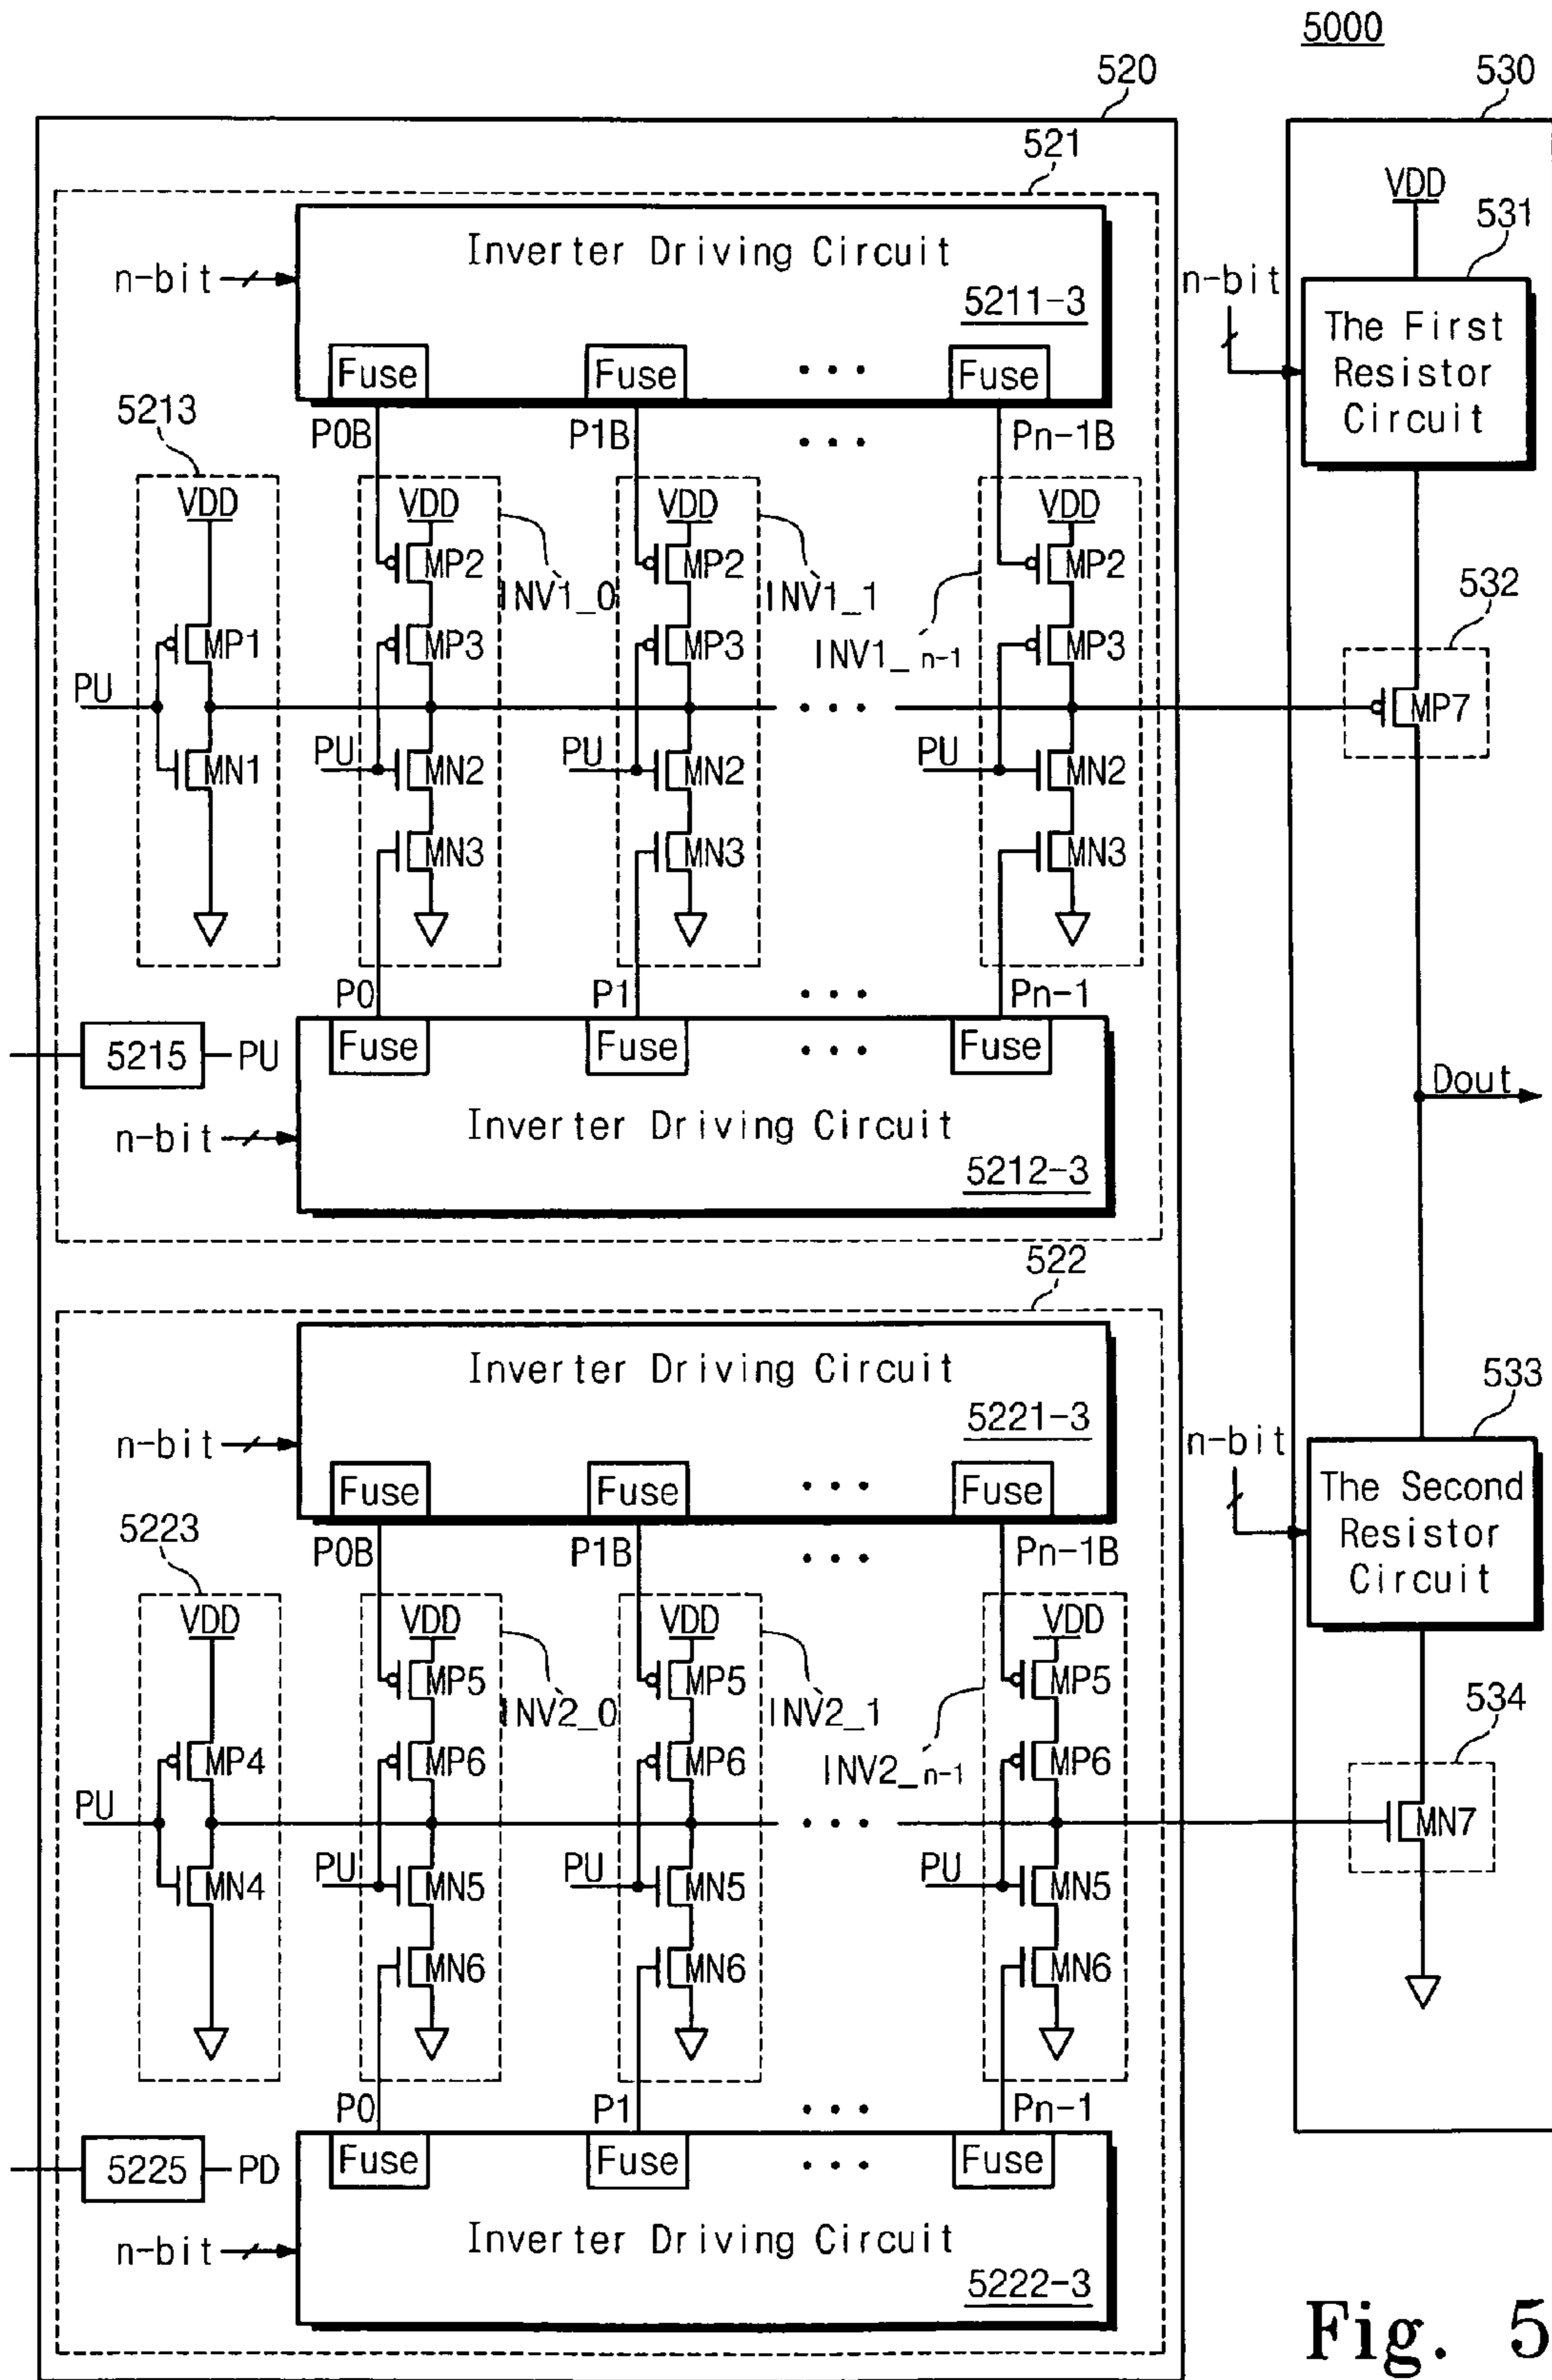 5000
520
530
521
VDD
531
Inverter Driving Circuit
n-bit
5211-3
n-bit
The First
Resistor
Circuit
Fuse Fuse ... Fuse
5213
P0B P1B ... Pn-1B
VDD VDD VDD VDD
MP2 MP2 MP2
INV1_0 INV1_1 INV1_n-1
532
MP1 MP3 MP3 MP3
PU ... MP7
PU PU PU
MN1 MN2 MN2 MN2
MN3 MN3 MN3
P0 P1 ... Pn-1
5215 PU
Fuse Fuse ... Fuse
Dout
n-bit
Inverter Driving Circuit
5212-3
522
Inverter Driving Circuit
533
n-bit
5221-3
n-bit
The Second
Resistor
Circuit
Fuse Fuse ... Fuse
5223
P0B P1B ... Pn-1B
VDD VDD VDD VDD
MP5 MP5 MP5
INV2_0 INV2_1 INV2_n-1
534
MP4 MP6 MP6 MP6
PU ... MN7
PU PU PU
MN4 MN5 MN5 MN5
MN6 MN6 MN6
P0 P1 ... Pn-1
5225 PD
Fuse Fuse ... Fuse
n-bit
Inverter Driving Circuit
5222-3
Fig. 5